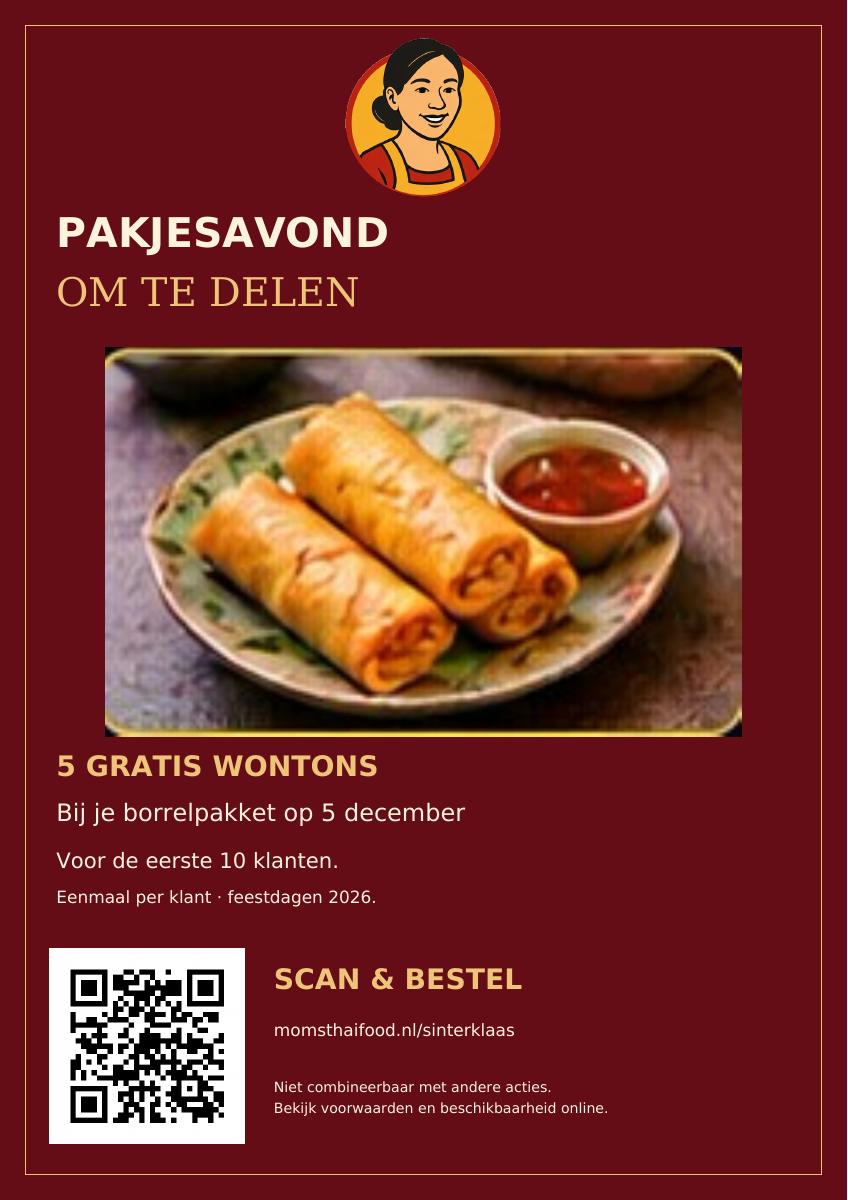 PAKJESAVOND
OM TE DELEN
5 GRATIS WONTONS
Bij je borrelpakket op 5 december
Voor de eerste 10 klanten.
Eenmaal per klant · feestdagen 2026.
SCAN & BESTEL
momsthaifood.nl/sinterklaas
Niet combineerbaar met andere acties.
Bekijk voorwaarden en beschikbaarheid online.